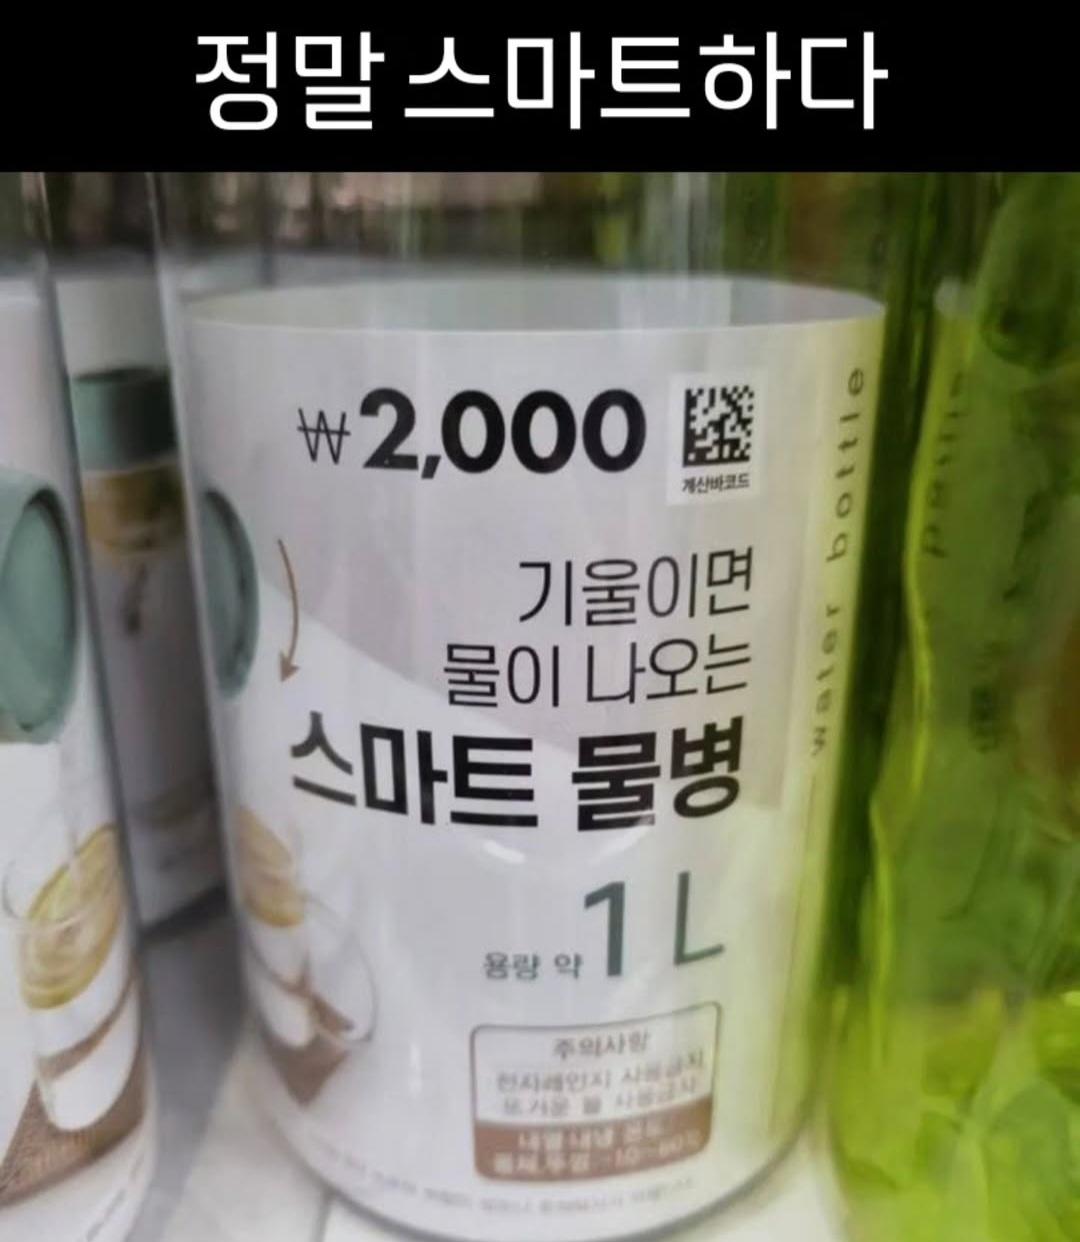 정말 스마트하다
₩2,000
계산바코드
기울이면
물이 나오는
스마트 물병
용량 약 1 L
water bottle
주의사항
전자레인지 사용금지
뜨거운 물 사용금지